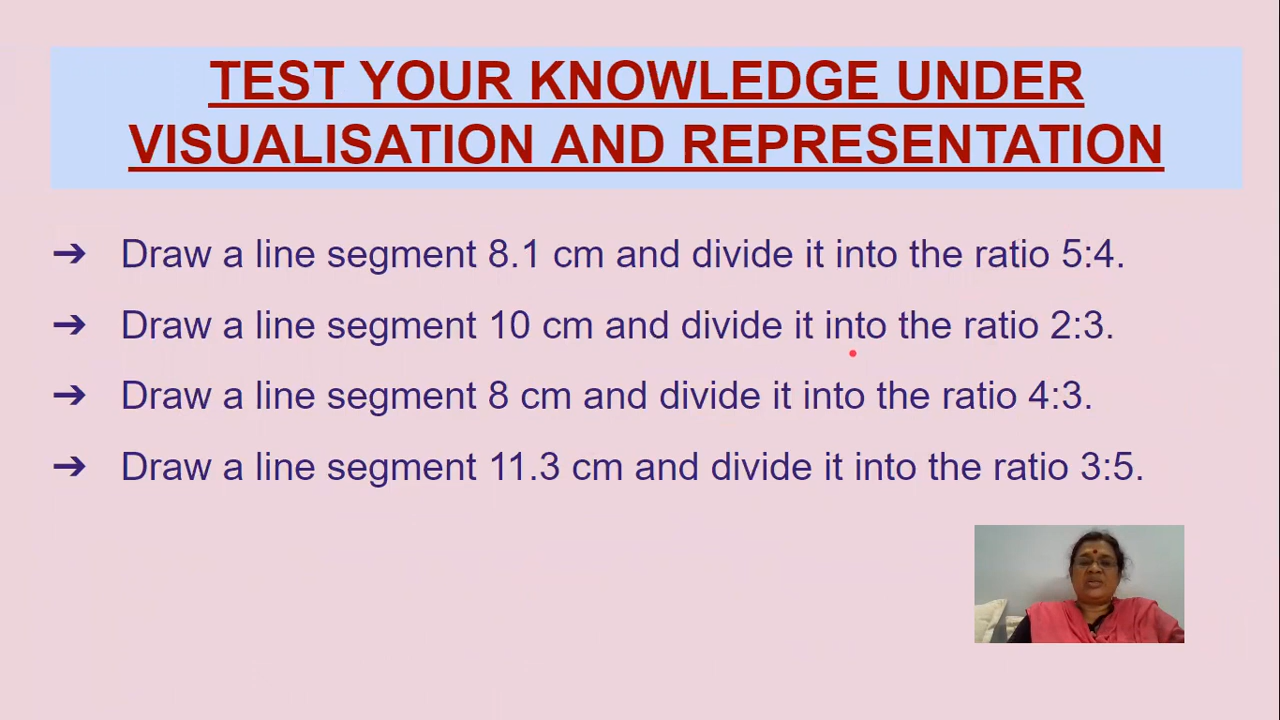 TEST YOUR KNOWLEDGE UNDER
VISUALISATION AND REPRESENTATION
➔ Draw a line segment 8.1 cm and divide it into the ratio 5:4.
➔ Draw a line segment 10 cm and divide it into the ratio 2:3.
➔ Draw a line segment 8 cm and divide it into the ratio 4:3.
➔ Draw a line segment 11.3 cm and divide it into the ratio 3:5.